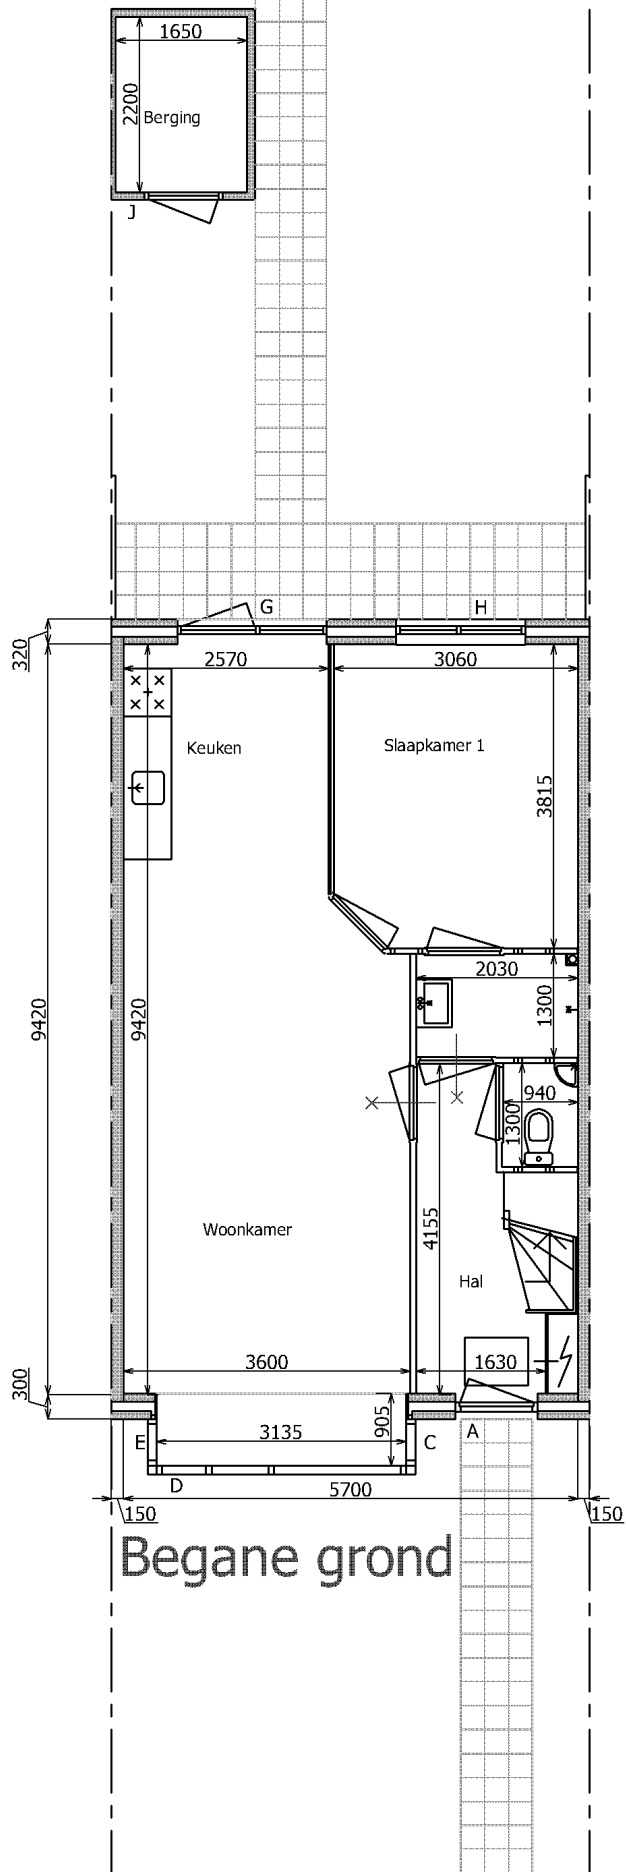 1650
2200
Berging
J
G
H
320
2570
3060
Keuken
Slaapkamer 1
3815
2030
1300
9420
9420
940
1300
4155
Woonkamer
Hal
3600
1630
300
905
E
3135
C
A
D
5700
150
150
Begane grond